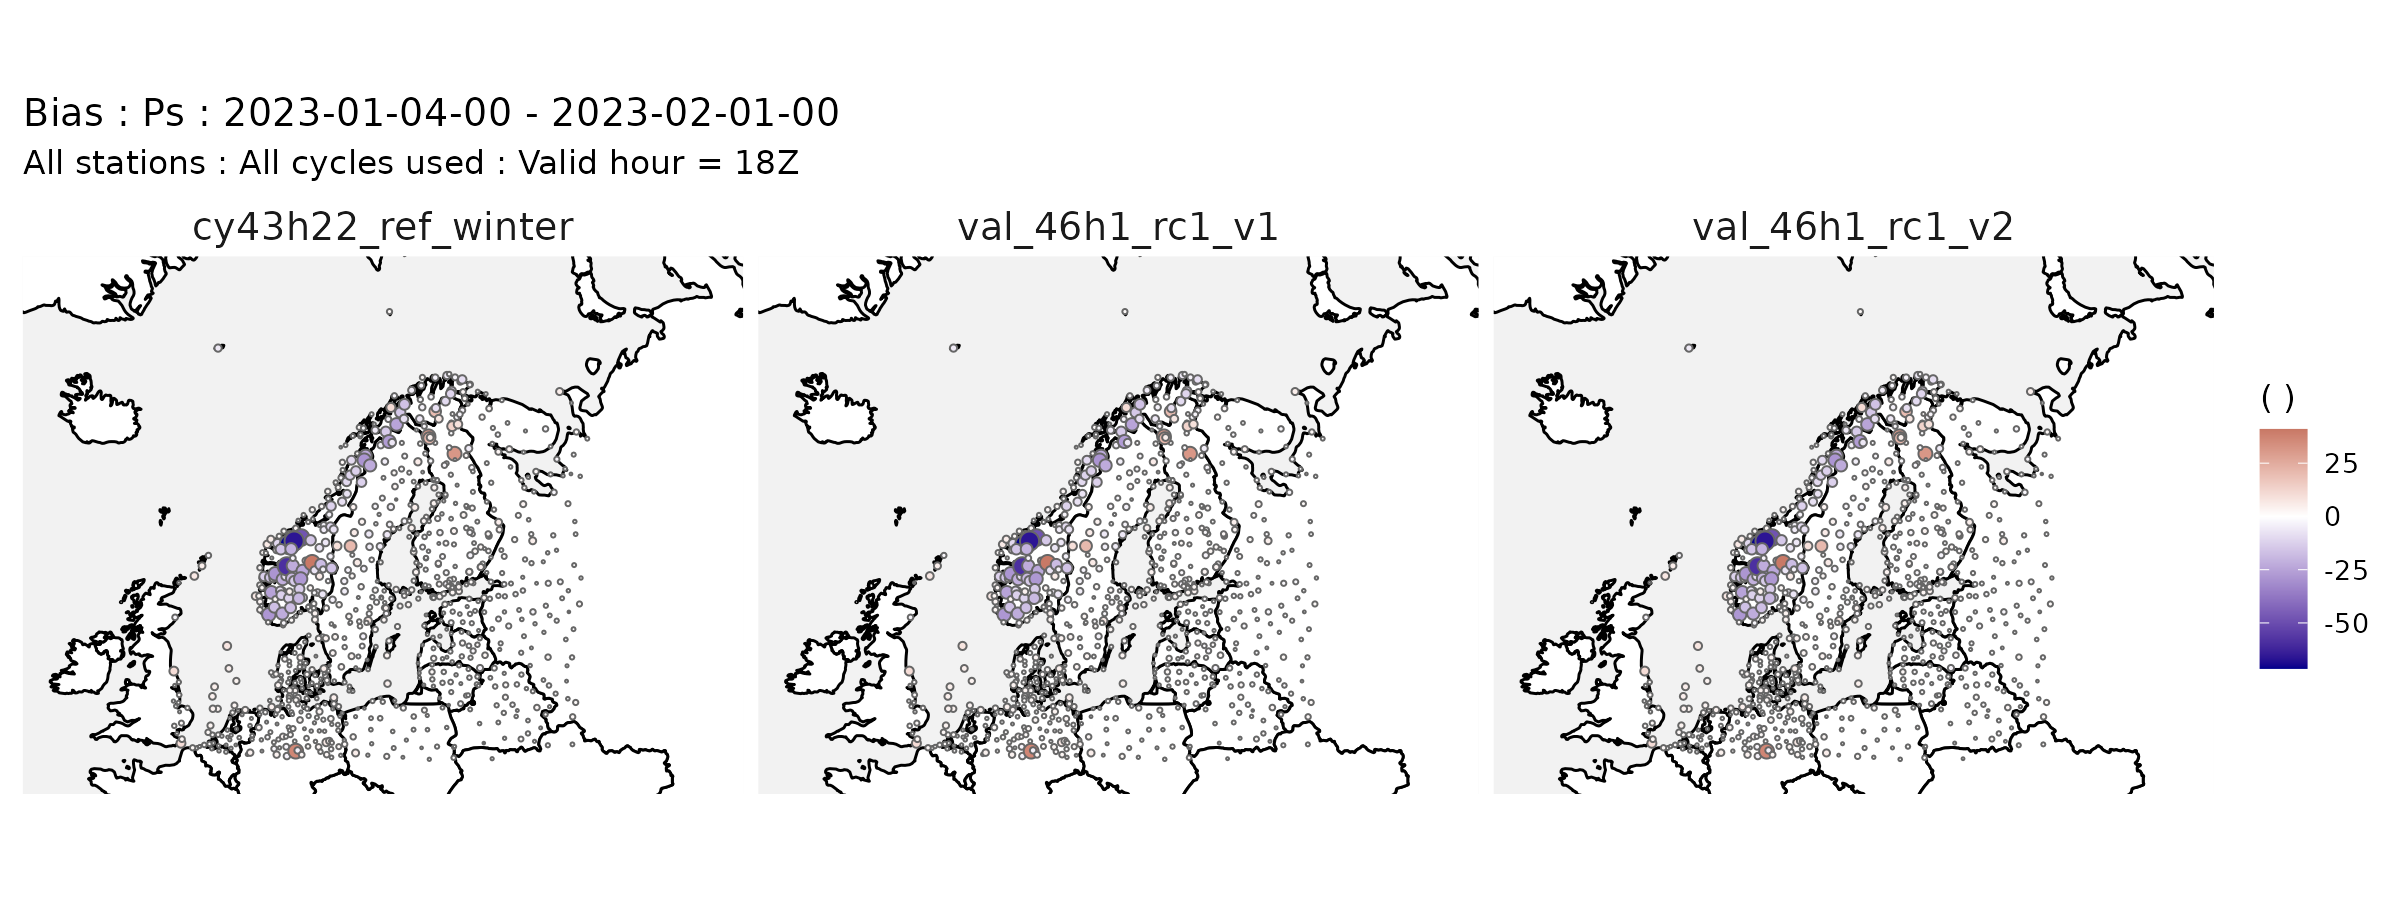 Bias : Ps : 2023-01-04-00 - 2023-02-01-00
All stations : All cycles used : Valid hour = 18Z
cy43h22_ref_winter
val_46h1_rc1_v1
val_46h1_rc1_v2
( )
25
0
-25
-50